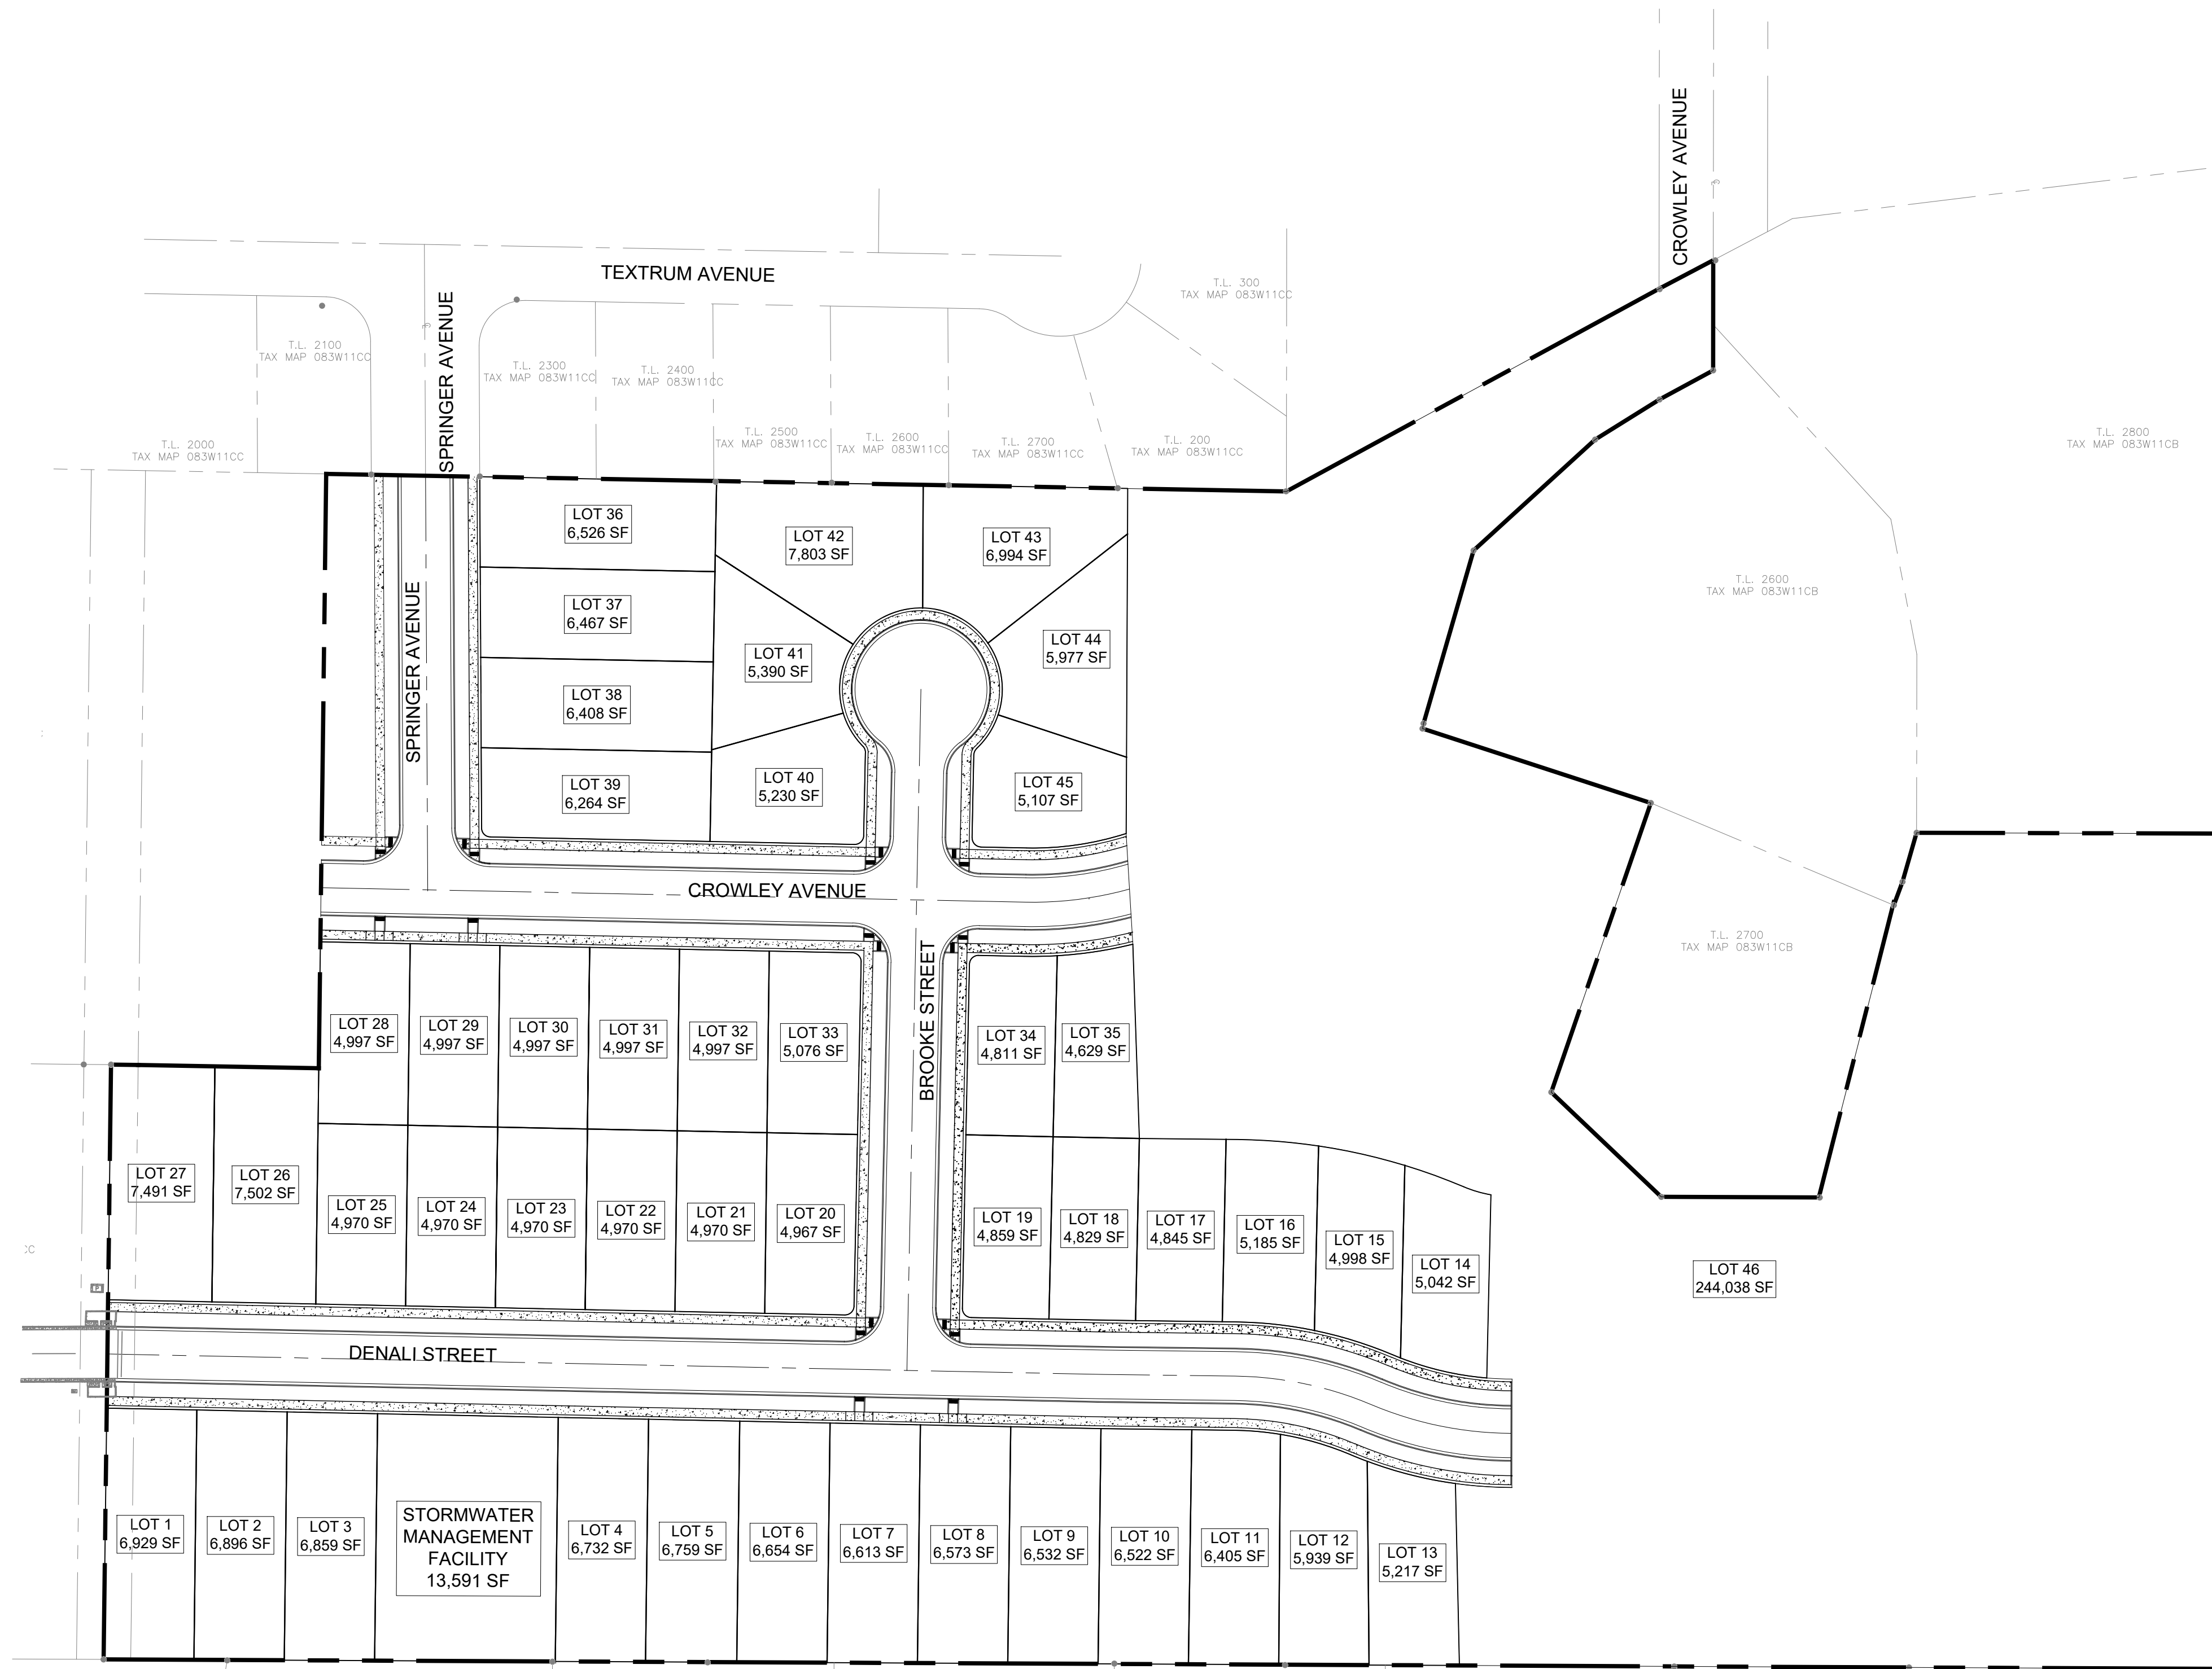 CROWLEY AVENUE
TEXTRUM AVENUE
SPRINGER AVENUE
T.L. 300
TAX MAP 083W11CC
T.L. 2100
TAX MAP 083W11CC
T.L. 2300
TAX MAP 083W11CC
T.L. 2400
TAX MAP 083W11CC
T.L. 2000
TAX MAP 083W11CC
T.L. 2500
TAX MAP 083W11CC
T.L. 2600
TAX MAP 083W11CC
T.L. 2700
TAX MAP 083W11CC
T.L. 200
TAX MAP 083W11CC
T.L. 2800
TAX MAP 083W11CB
LOT 36
6,526 SF
LOT 42
7,803 SF
LOT 43
6,994 SF
T.L. 2600
TAX MAP 083W11CB
SPRINGER AVENUE
LOT 37
6,467 SF
LOT 41
5,390 SF
LOT 44
5,977 SF
LOT 38
6,408 SF
LOT 39
6,264 SF
LOT 40
5,230 SF
LOT 45
5,107 SF
CROWLEY AVENUE
T.L. 2700
TAX MAP 083W11CB
BROOKE STREET
LOT 28
4,997 SF
LOT 29
4,997 SF
LOT 30
4,997 SF
LOT 31
4,997 SF
LOT 32
4,997 SF
LOT 33
5,076 SF
LOT 34
4,811 SF
LOT 35
4,629 SF
LOT 27
7,491 SF
LOT 26
7,502 SF
LOT 25
4,970 SF
LOT 24
4,970 SF
LOT 23
4,970 SF
LOT 22
4,970 SF
LOT 21
4,970 SF
LOT 20
4,967 SF
LOT 19
4,859 SF
LOT 18
4,829 SF
LOT 17
4,845 SF
LOT 16
5,185 SF
LOT 15
4,998 SF
LOT 14
5,042 SF
LOT 46
244,038 SF
DENALI STREET
LOT 1
6,929 SF
LOT 2
6,896 SF
LOT 3
6,859 SF
STORMWATER
MANAGEMENT
FACILITY
13,591 SF
LOT 4
6,732 SF
LOT 5
6,759 SF
LOT 6
6,654 SF
LOT 7
6,613 SF
LOT 8
6,573 SF
LOT 9
6,532 SF
LOT 10
6,522 SF
LOT 11
6,405 SF
LOT 12
5,939 SF
LOT 13
5,217 SF